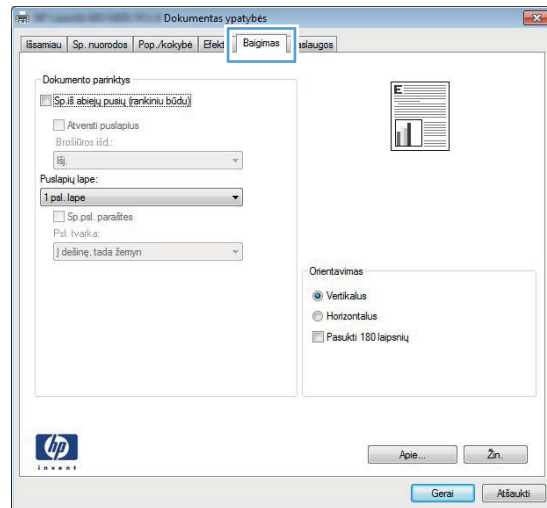 Dokumentas ypatybės
Išsamiau Sp. nuorodos Pop./kokybė Efekt Baigimas aslaugos
Dokumento parinktys
Sp.iš abiejų pusių (rankiniu būdu)
Atversti puslapius
Brošiūros išd.:
Išj.
Puslapių lape:
1 psl. lape
Sp.psl. paraštes
Psl. tvarka:
Į dešinę, tada žemyn
E
Orientavimas
Vertikalus
Horizontalus
Pasukti 180 laipsnių
hp
invent
Apie... Žin.
Gerai Atšaukti